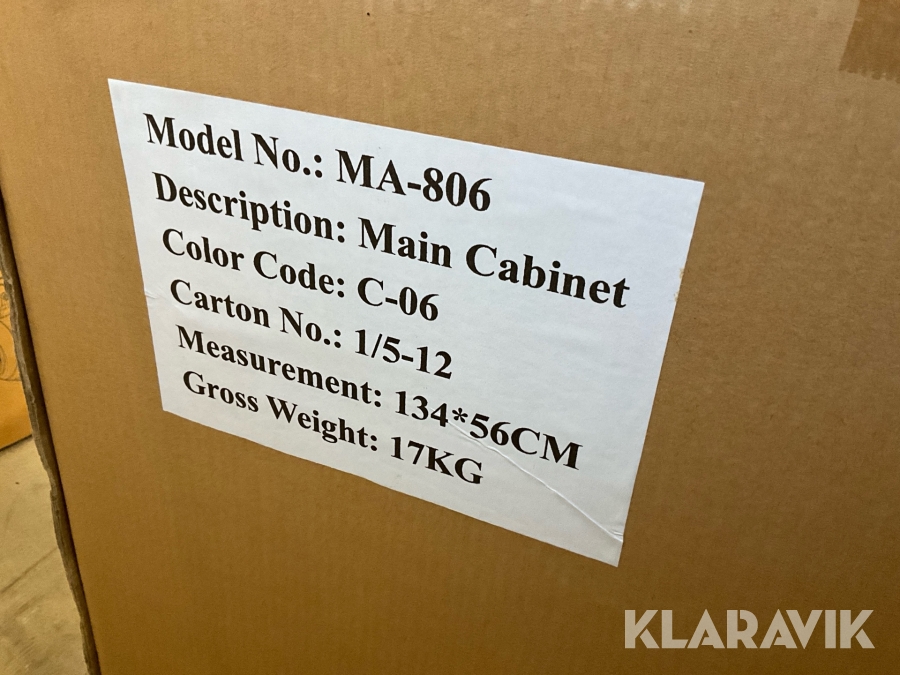 Model No.: MA-806
Description: Main Cabinet
Color Code: C-06
Carton No.: 1/5-12
Measurement: 134*56CM
Gross Weight: 17KG
KLARAVIK